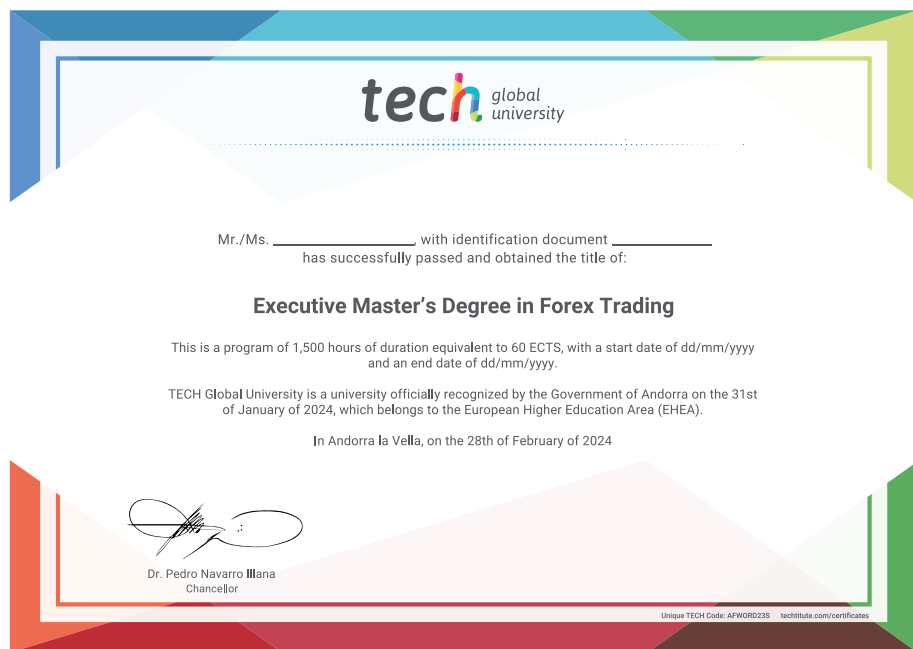 tech global university
Mr./Ms. ____________, with identification document ____________
has successfully passed and obtained the title of:
Executive Master’s Degree in Forex Trading
This is a program of 1,500 hours of duration equivalent to 60 ECTS, with a start date of dd/mm/yyyy
and an end date of dd/mm/yyyy.
TECH Global University is a university officially recognized by the Government of Andorra on the 31st
of January of 2024, which belongs to the European Higher Education Area (EHEA).
In Andorra la Vella, on the 28th of February of 2024
Dr. Pedro Navarro Illana
Chancellor
Unique TECH Code: AFWORD23S techtitute.com/certificates